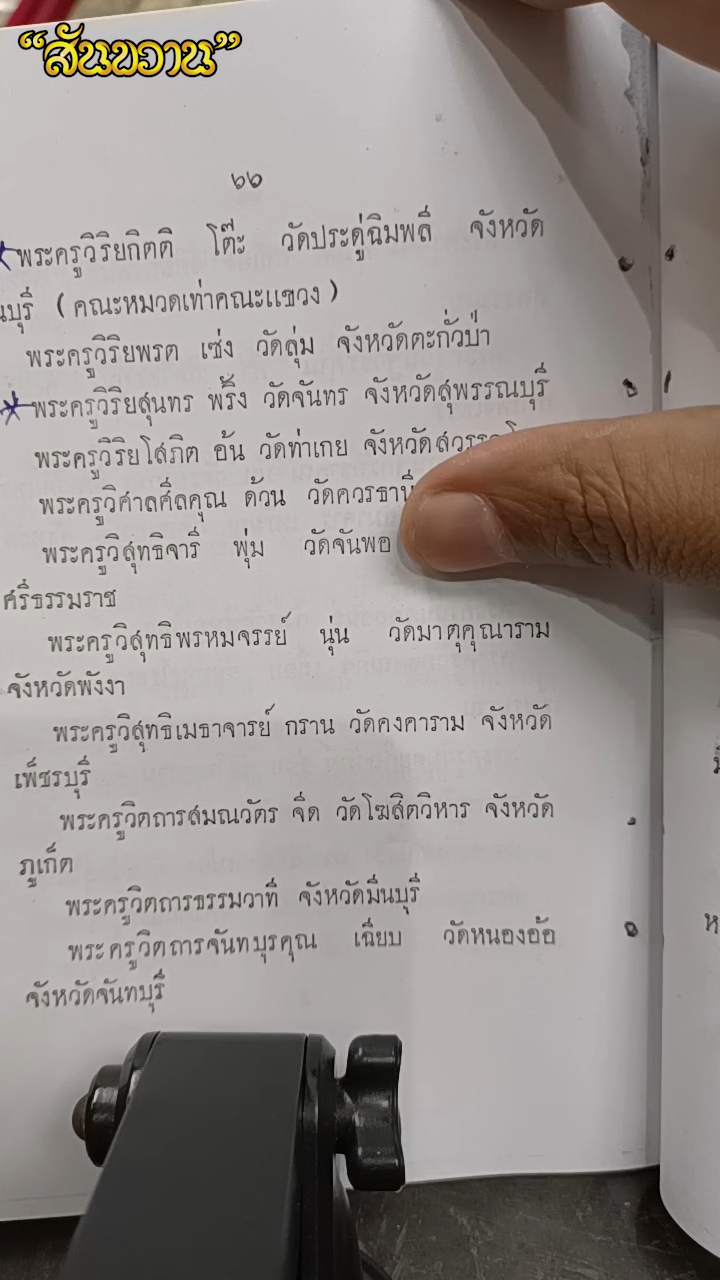 “สันขวาน”
๖๖
พระครูวิริยกิตติ โต๊ะ วัดประดู่ฉิมพลี จังหวัด
นบุรี (คณะหมวดเท่าคณะแขวง)
พระครูวิริยพรต เซ่ง วัดลุ่ม จังหวัดตะกั่วป่า
พระครูวิริยสุนทร พริ้ง วัดจันทร จังหวัดสุพรรณบุรี
พระครูวิริยโสภิต อ้น วัดท่าเกย จังหวัดสวรรค
พระครูวิศาลศีลคุณ ด้วน วัดควรธานี
พระครูวิสุทธิจารี พุ่ม วัดจันพอ
ศรีธรรมราช
พระครูวิสุทธิพรหมจรรย์ นุ่น วัดมาตุคุณาราม
จังหวัดพังงา
พระครูวิสุทธิเมธาจารย์ กราน วัดคงคาราม จังหวัด
เพ็ชรบุรี
พระครูวิตถารสมณวัตร จิด วัดโฆสิตวิหาร จังหวัด
ภูเก็ต
พระครูวิตถารธรรมวาที จังหวัดมีนบุรี
พระครูวิตถารจันทบุรคุณ เฉียบ วัดหนองอ้อ
จังหวัดจันทบุรี